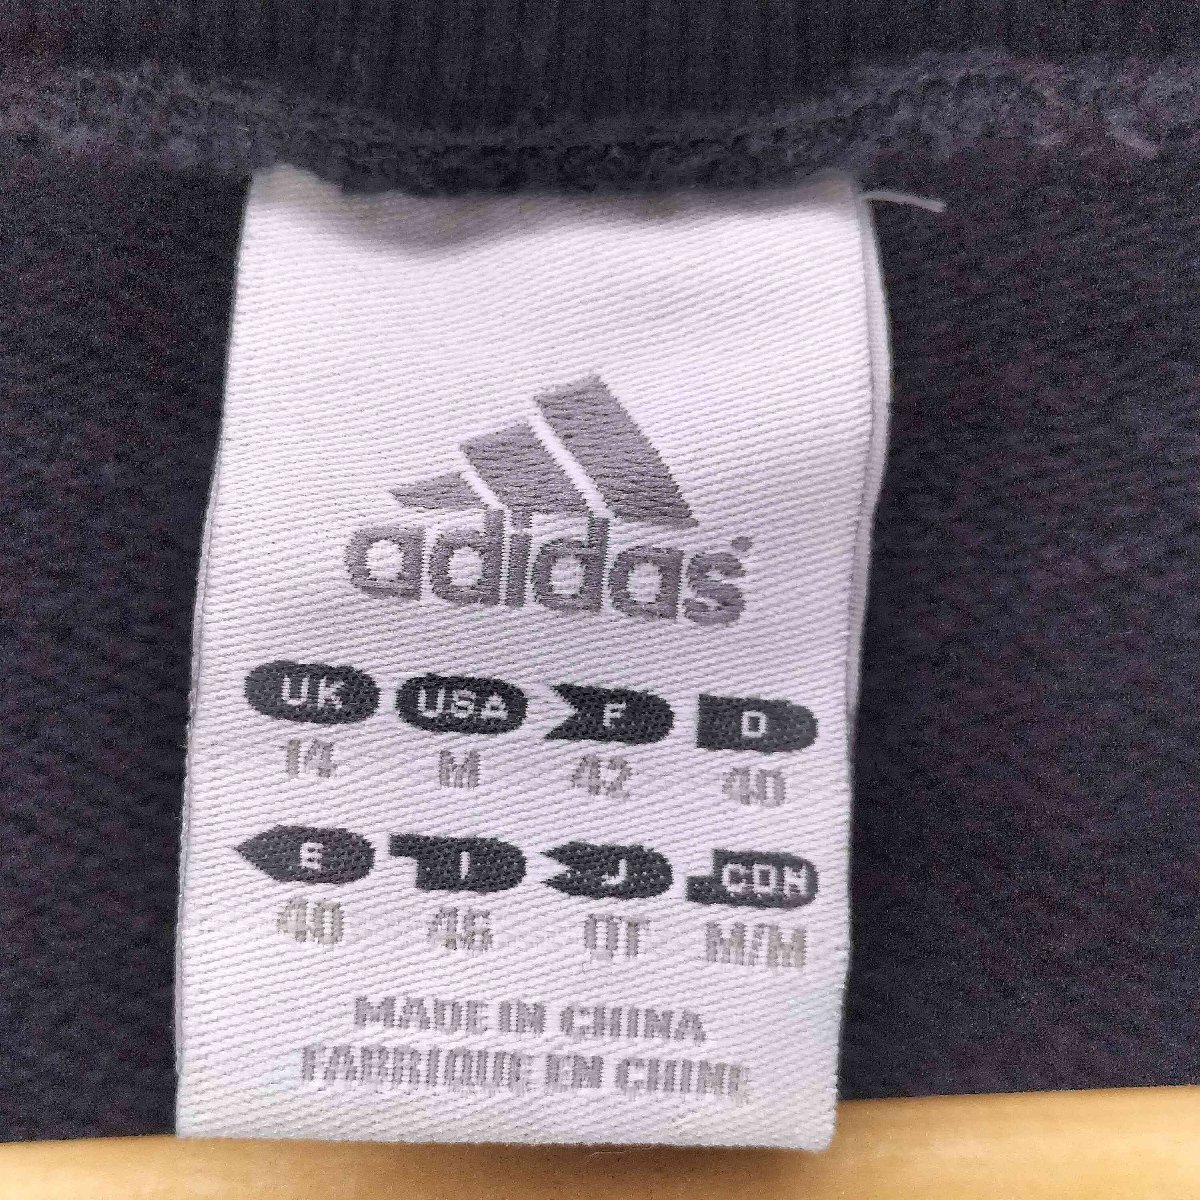 adidas
UK USA F D
14 M 42 40
E I J CDN
40 46 OT M/M
MADE IN CHINA
FABRIQUE EN CHINE